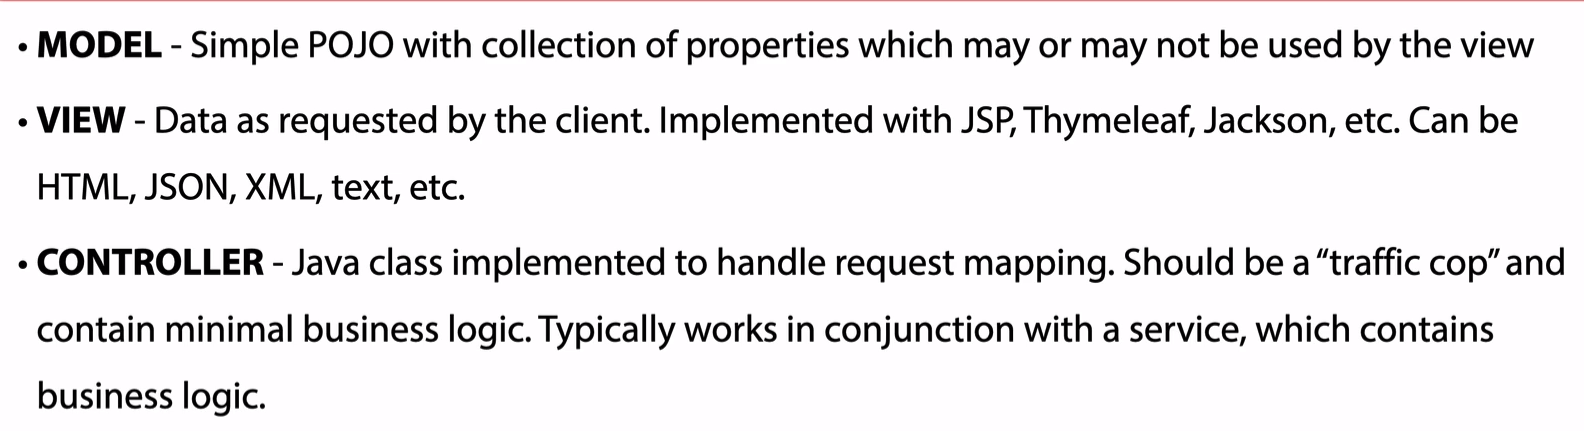 • MODEL - Simple POJO with collection of properties which may or may not be used by the view
• VIEW - Data as requested by the client. Implemented with JSP, Thymeleaf, Jackson, etc. Can be
HTML, JSON, XML, text, etc.
• CONTROLLER - Java class implemented to handle request mapping. Should be a “traffic cop” and
contain minimal business logic. Typically works in conjunction with a service, which contains
business logic.